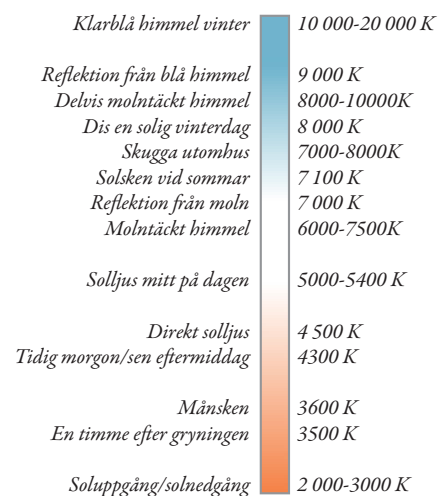 Klarblå himmel vinter 10 000-20 000 K
Reflektion från blå himmel 9 000 K
Delvis molntäckt himmel 8000-10000K
Dis en solig vinterdag 8 000 K
Skugga utomhus 7000-8000K
Solsken vid sommar 7 100 K
Reflektion från moln 7 000 K
Molntäckt himmel 6000-7500K
Solljus mitt på dagen 5000-5400 K
Direkt solljus 4 500 K
Tidig morgon/sen eftermiddag 4300 K
Månsken 3600 K
En timme efter gryningen 3500 K
Soluppgång/solnedgång 2 000-3000 K